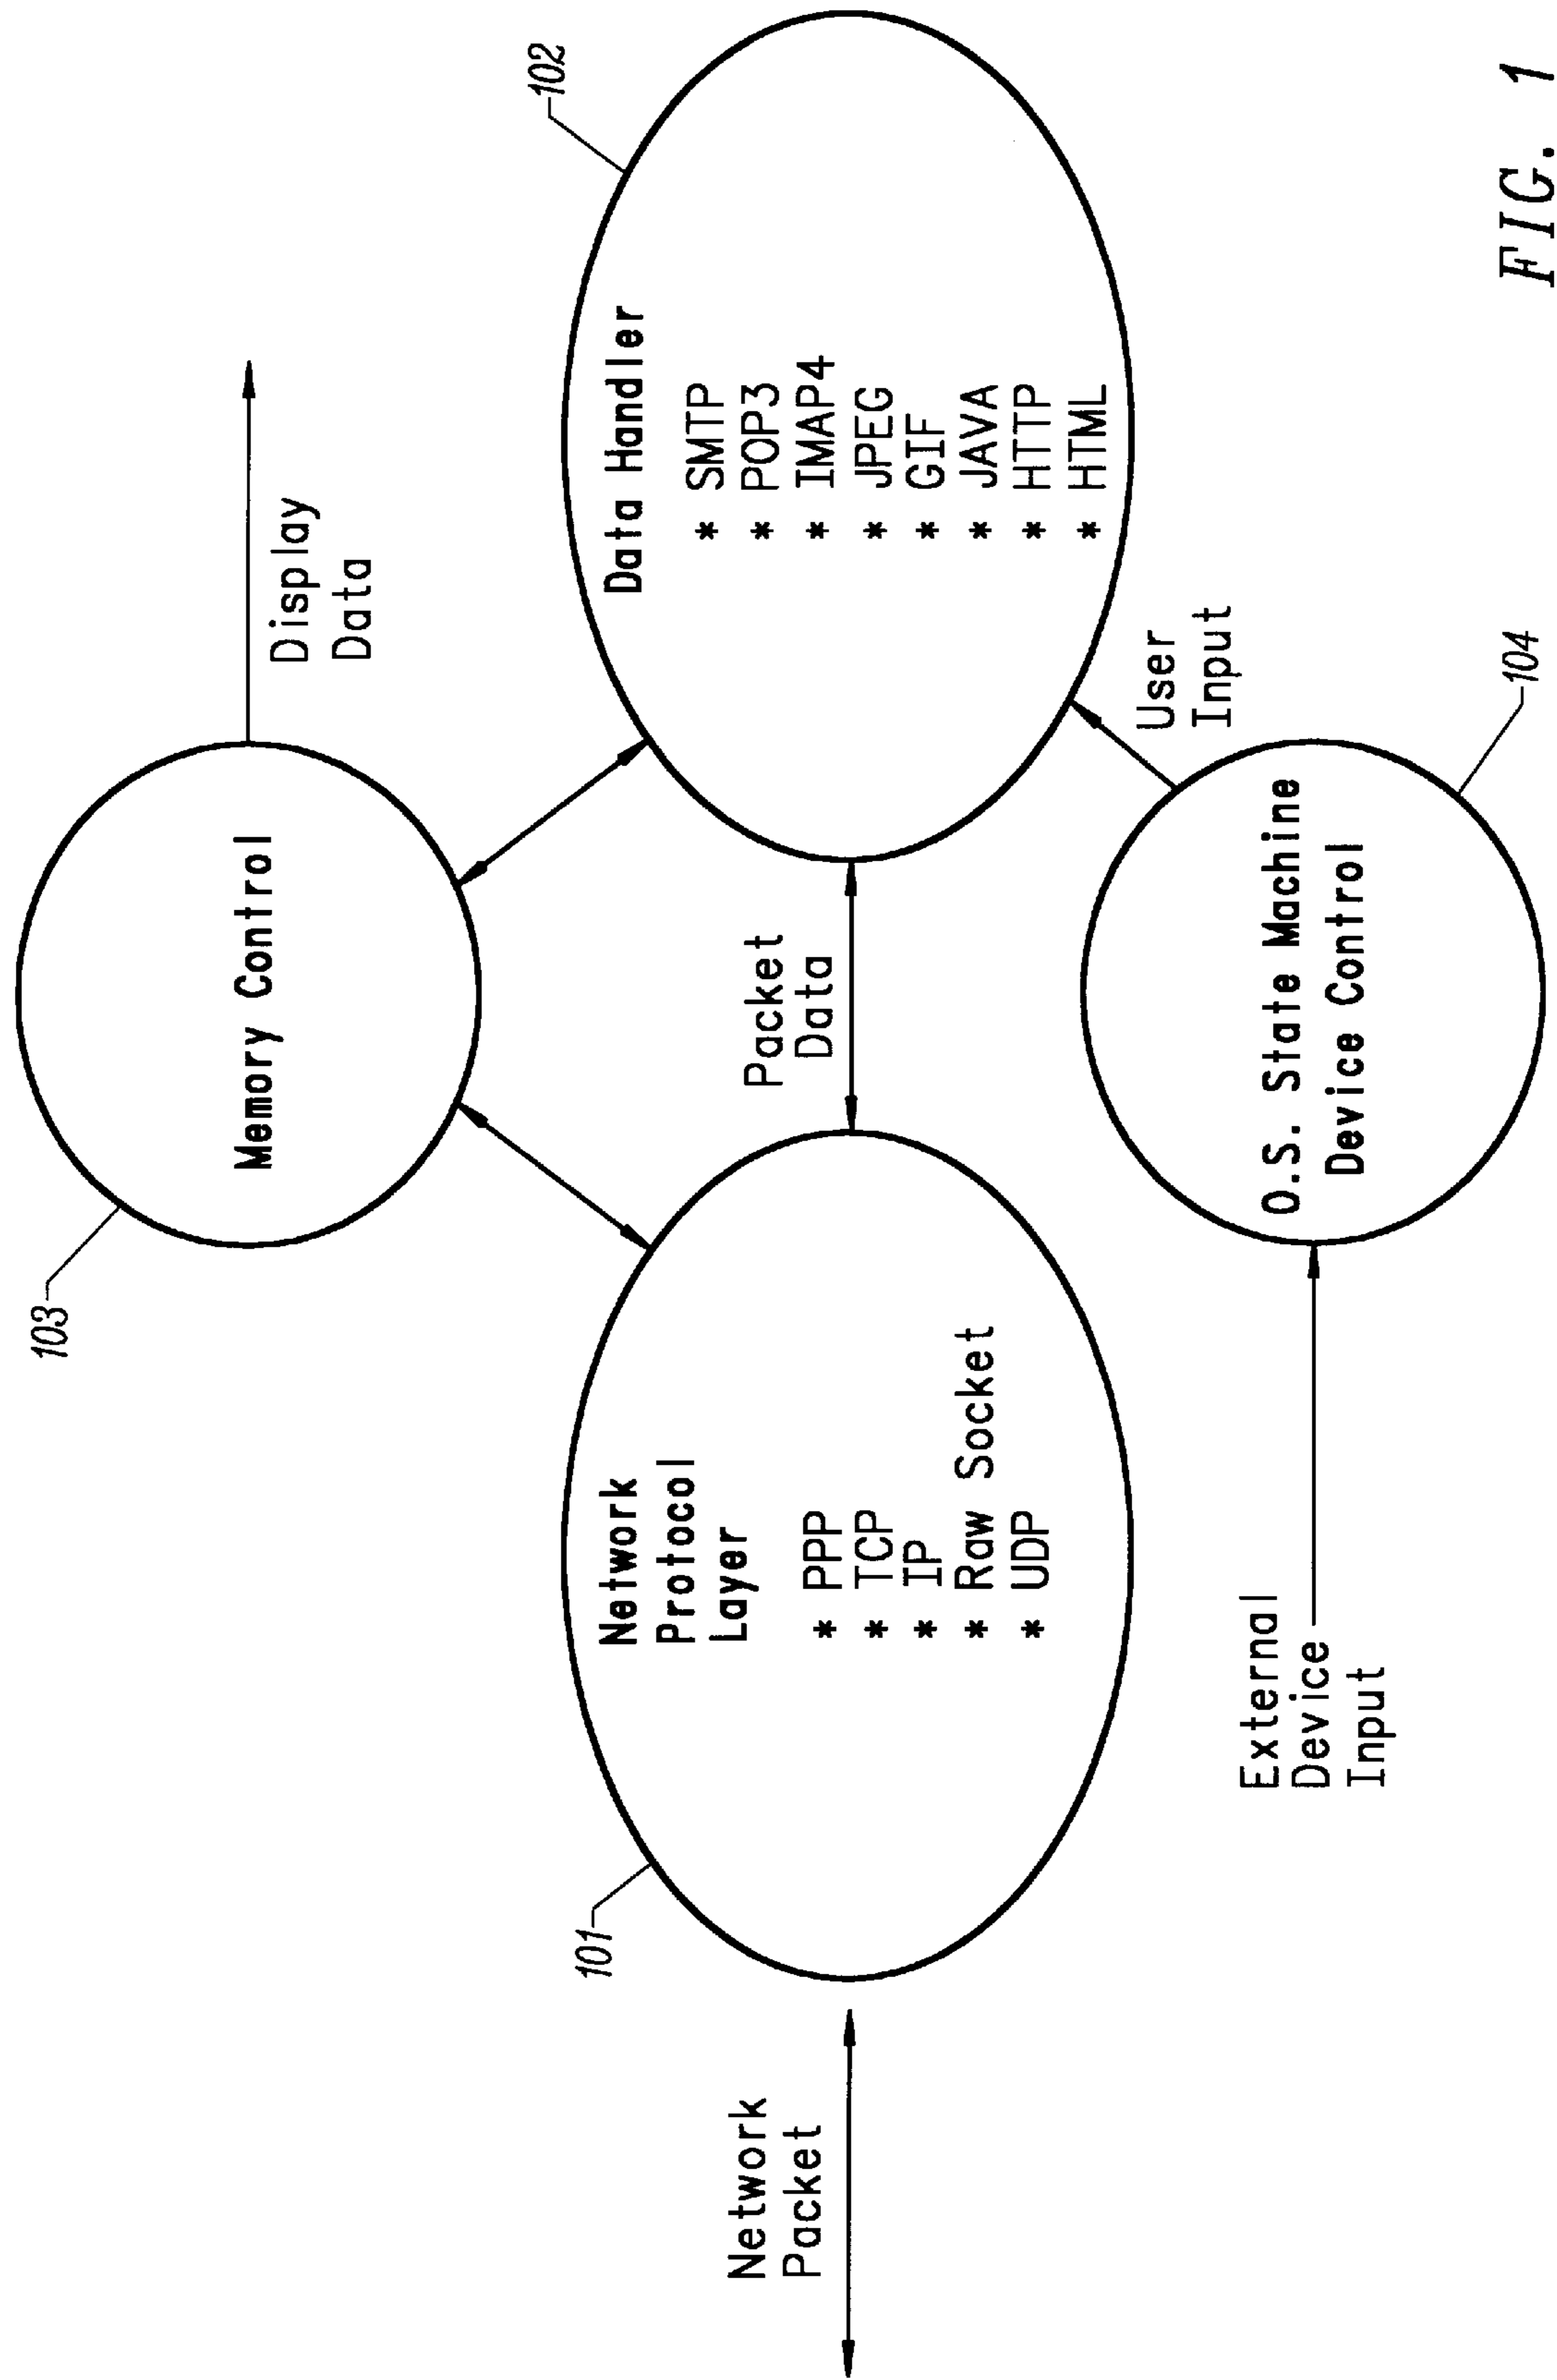 103
Memory Control
Display
Data
102
Data Handler
* SMTP
* POP3
* IMAP4
* JPEG
* GIF
* JAVA
* HTTP
* HTML
Network
Packet
101
Network
Protocol
Layer
* PPP
* TCP
* IP
* Raw Socket
* UDP
Packet
Data
User
Input
External
Device
Input
O.S. State Machine
Device Control
104
FIG. 1